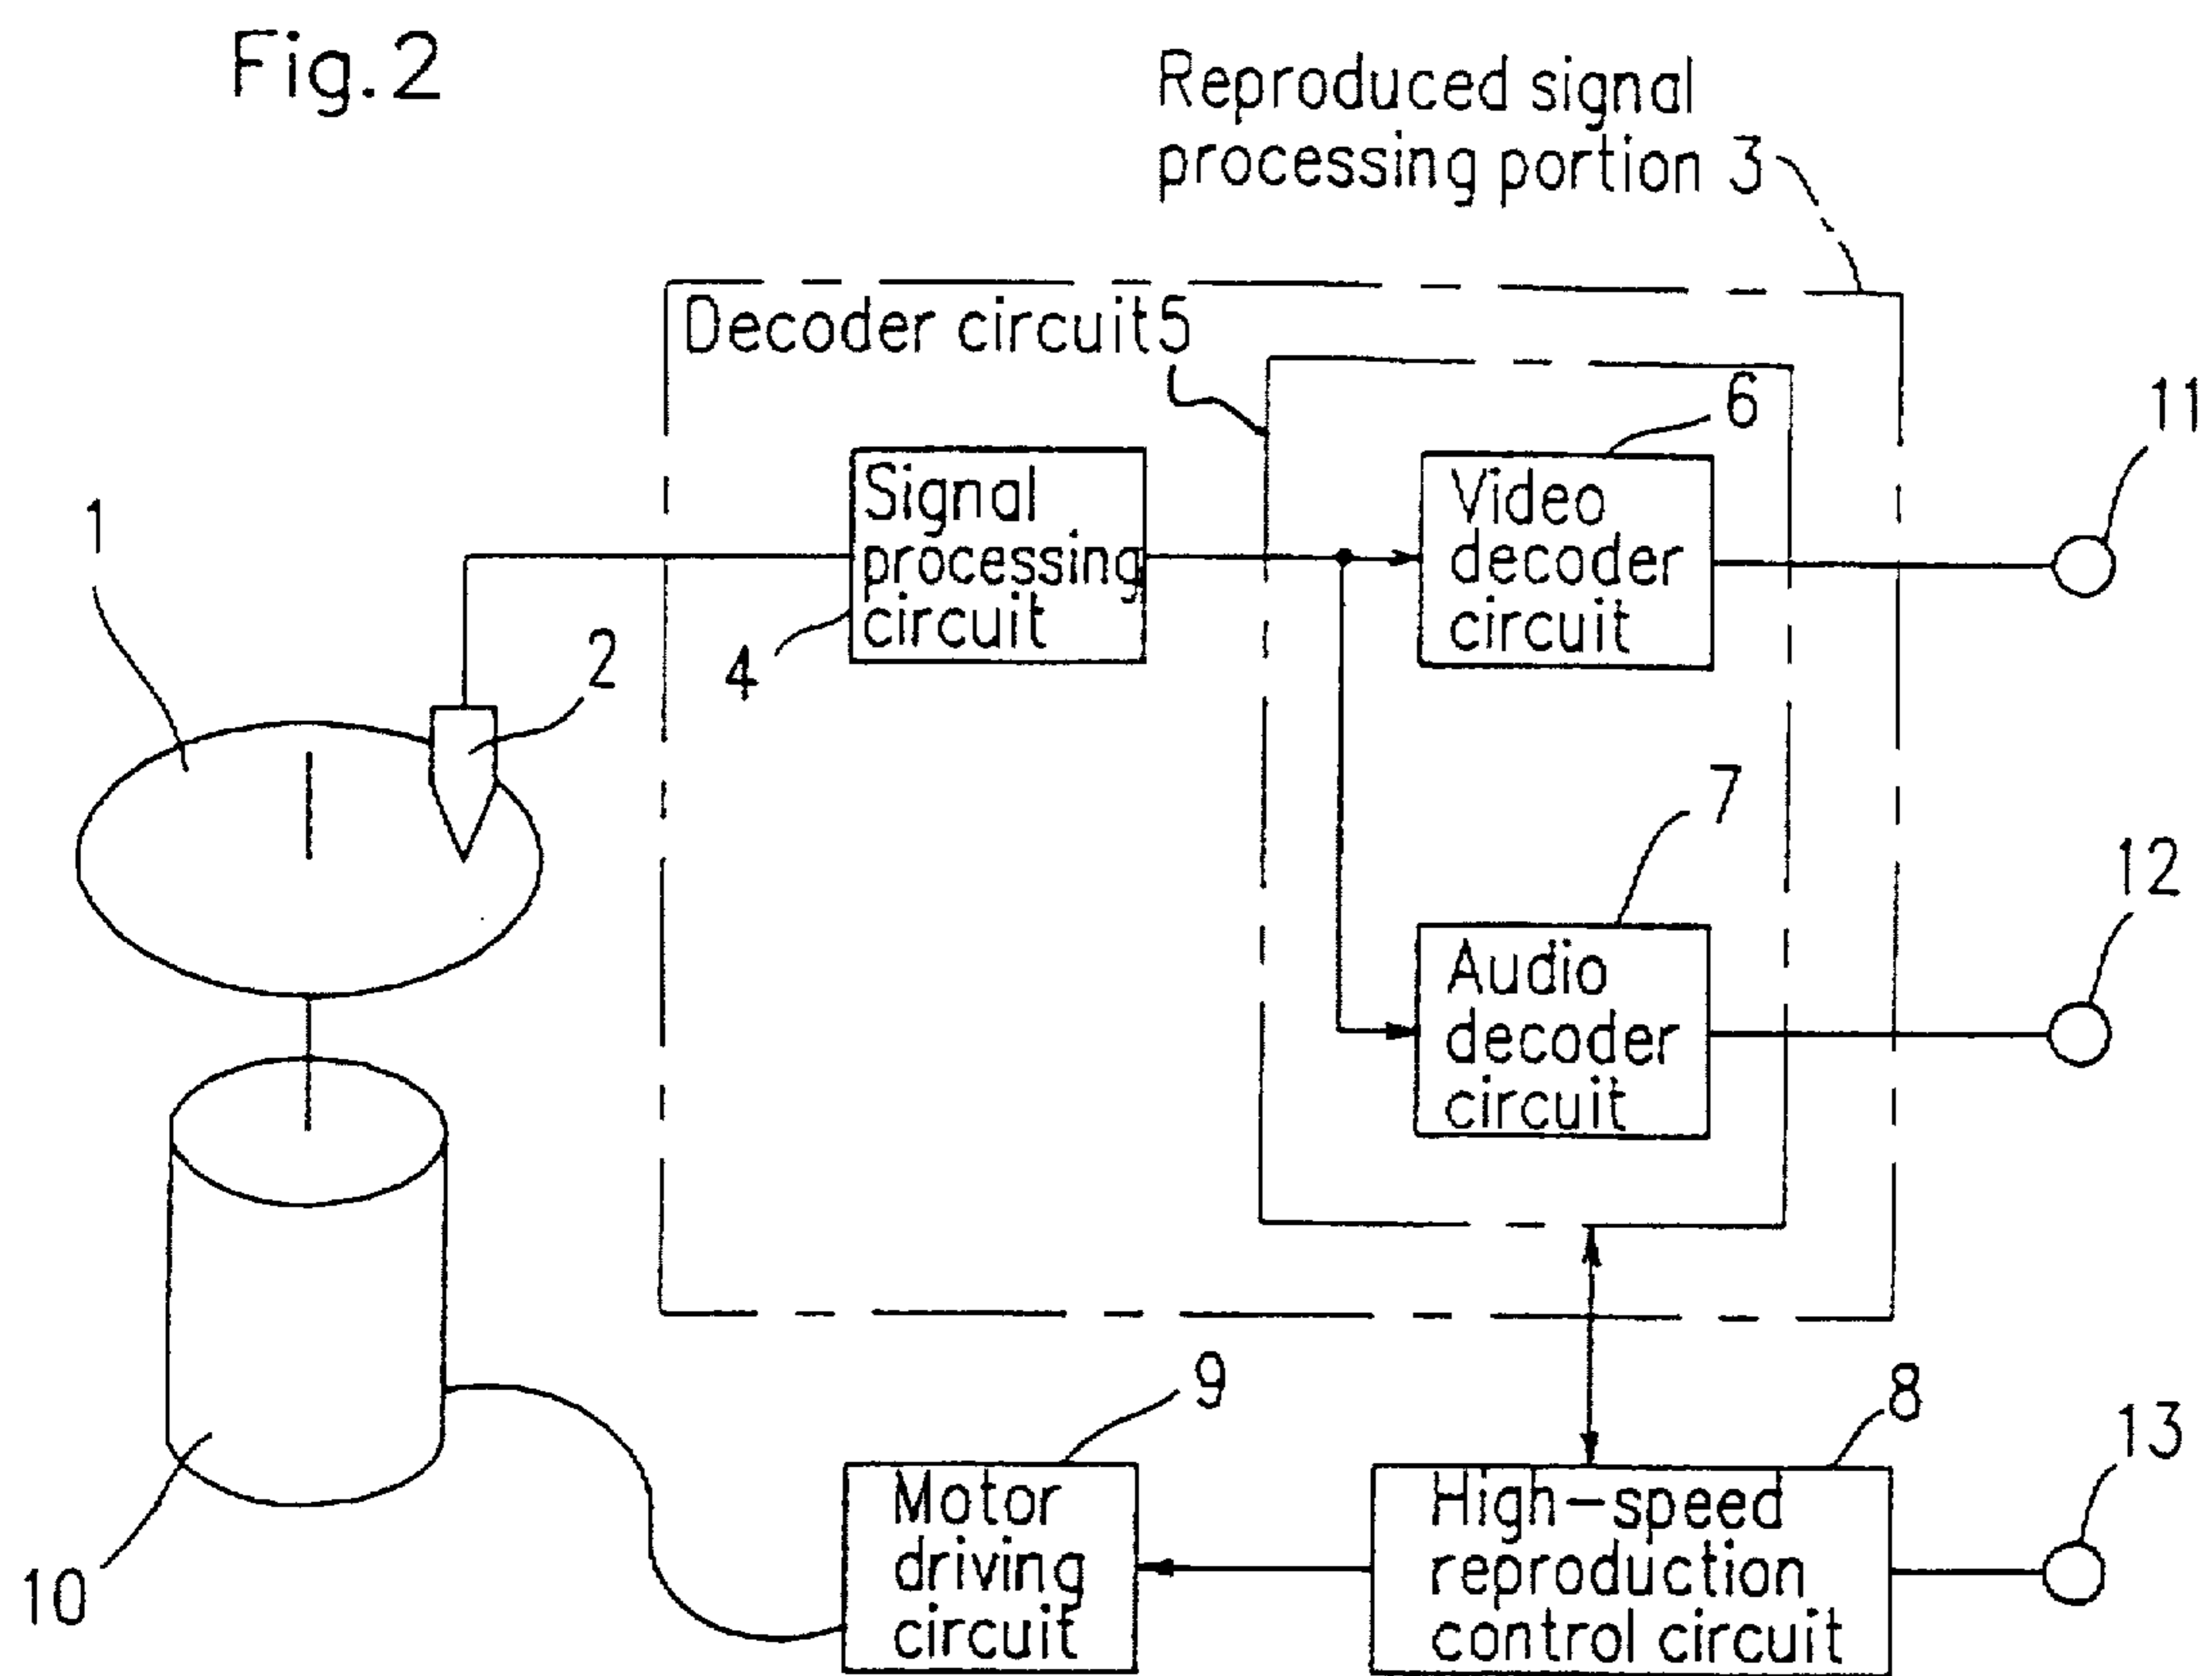 Fig.2
Reproduced signal
processing portion 3
Decoder circuit5
6
11
Signal
processing
circuit
4
Video
decoder
circuit
1
2
7
12
Audio
decoder
circuit
9
8
13
Motor
driving
circuit
High-speed
reproduction
control circuit
10